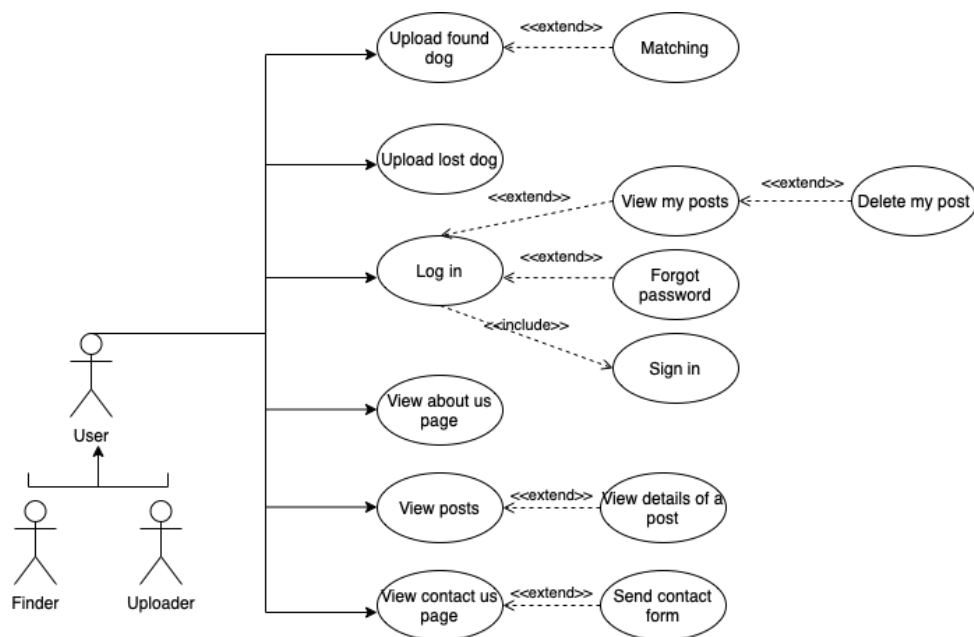 Upload found
dog
<<extend>>
Matching
Upload lost dog
<<extend>>
View my posts
<<extend>>
Delete my post
Log in
<<extend>>
Forgot
password
<<include>>
Sign in
User
View about us
page
View posts
<<extend>>
View details of a
post
Finder
Uploader
View contact us
page
<<extend>>
Send contact
form